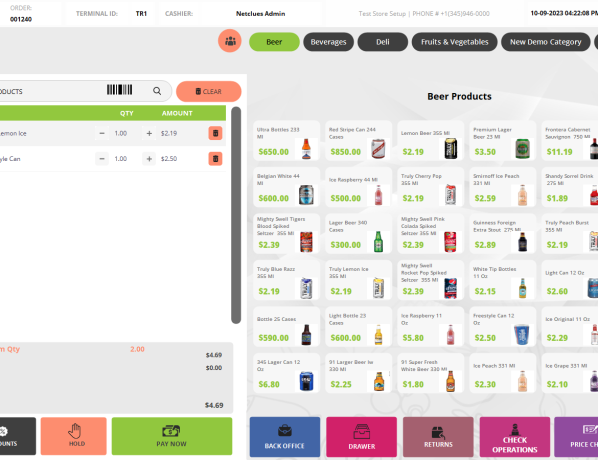 ORDER:
001240
TERMINAL ID: TR1
CASHIER: Netclues Admin
Test Store Setup | PHONE # +1(345)946-0000
10-09-2023 04:22:08 PM
Beer
Beverages
Deli
Fruits & Vegetables
New Demo Category
CLEAR
Beer Products
QTY AMOUNT
Lemon Ice − 1.00 + $2.19
Can − 1.00 + $2.50
Ultra Bottles 233
Ml
$650.00
Red Stripe Can 244
Cases
$850.00
Lemon Beer 355 Ml
$2.19
Premium Lager
Beer 23 Ml
$3.50
Frontera Cabernet
Sauvignon 750 Ml
$11.19
Belgian White 44
Ml
$600.00
Ice Raspberry 44 Ml
$500.00
Truly Cherry Pop
355 Ml
$2.19
Smirnoff Ice Peach
331 Ml
$2.59
Shandy Sorrel Drink
275 Ml
$1.89
Mighty Swell Tigers
Blood Spiked
Seltzer 355 Ml
$2.39
Lager Beer 340
Cases
$300.00
Mighty Swell Pink
Colada Spiked
Seltzer 355 Ml
$2.39
Guinness Foreign
Extra Stout 275 Ml
$2.89
Truly Peach Burst
355 Ml
$2.19
Truly Blue Razz
355 Ml
$2.19
Truly Lemon Ice
355 Ml
$2.19
Mighty Swell
Rocket Pop Spiked
Seltzer 355 Ml
$2.39
White Tip Bottles
11 Oz
$2.15
Light Can 12 Oz
$2.60
Bottle 25 Cases
$590.00
Light Bottle 23
Cases
$600.00
Ice Raspberry 11
Oz
$5.80
Freestyle Can 12
Oz
$2.50
Ice Original 11 Oz
$2.29
345 Lager Can 12
Oz
$6.80
91 Larger Beer
330 Ml
$2.25
91 Super Fresh
White Beer 330 Ml
$1.80
Ice Peach 331 Ml
$2.30
Ice Grape 331 Ml
$2.10
Qty 2.00
$4.69
$0.00
$4.69
HOLD
PAY NOW
BACK OFFICE
DRAWER
RETURNS
CHECK
OPERATIONS
PRICE